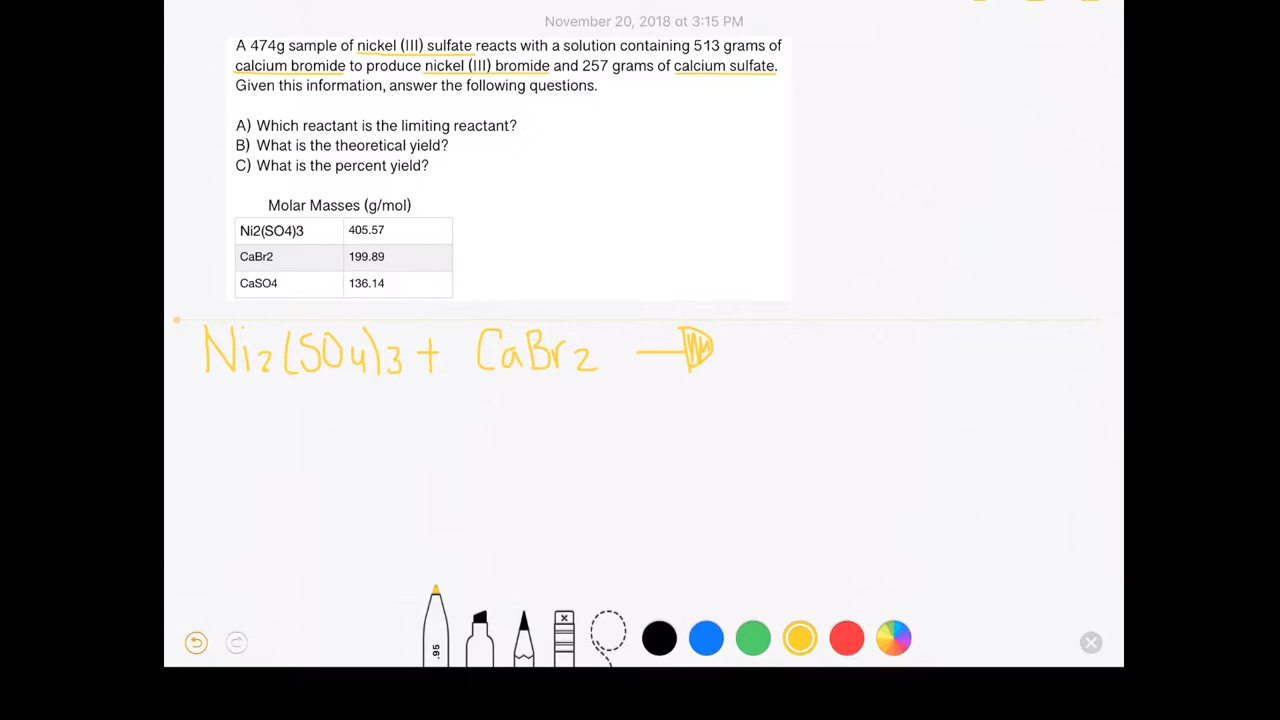 November 20, 2018 at 3:15 PM
A 474g sample of nickel (III) sulfate reacts with a solution containing 513 grams of
calcium bromide to produce nickel (III) bromide and 257 grams of calcium sulfate.
Given this information, answer the following questions.
A) Which reactant is the limiting reactant?
B) What is the theoretical yield?
C) What is the percent yield?
Molar Masses (g/mol)
Ni2(SO4)3 405.57
CaBr2 199.89
CaSO4 136.14
Ni2(SO4)3 + CaBr2 →
.95